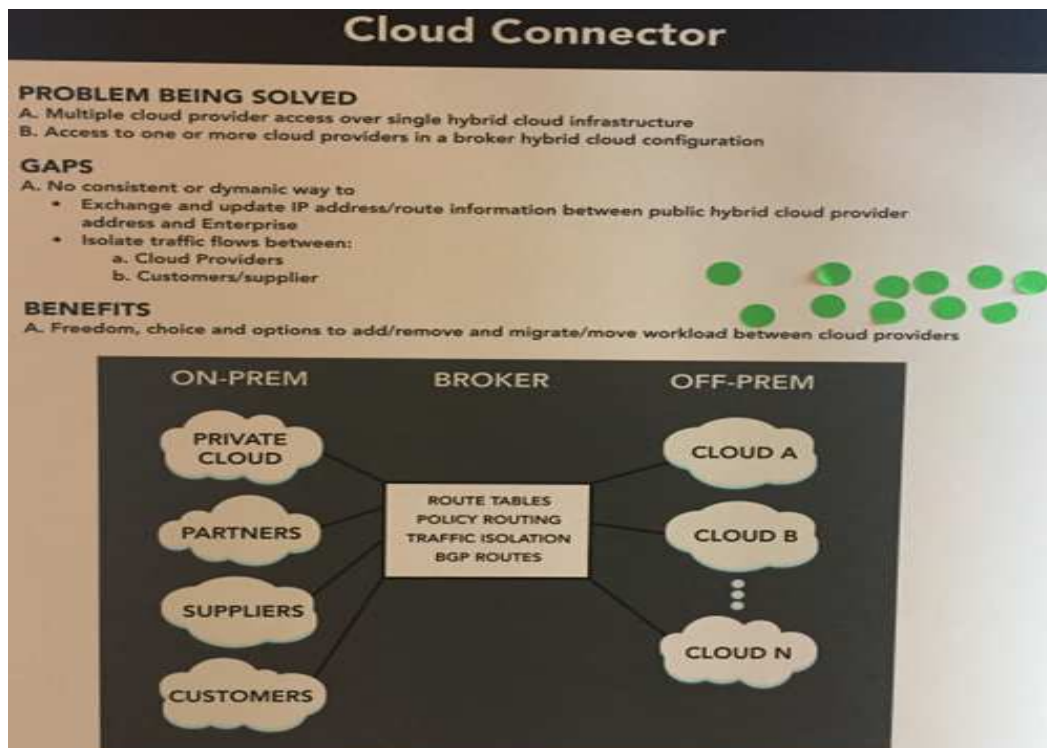 Cloud Connector
PROBLEM BEING SOLVED
A. Multiple cloud provider access over single hybrid cloud infrastructure
B. Access to one or more cloud providers in a broker hybrid cloud configuration
GAPS
A. No consistent or dymanic way to
• Exchange and update IP address/route information between public hybrid cloud provider
address and Enterprise
• Isolate traffic flows between:
a. Cloud Providers
b. Customers/supplier
BENEFITS
A. Freedom, choice and options to add/remove and migrate/move workload between cloud providers
ON-PREM
BROKER
OFF-PREM
PRIVATE
CLOUD
PARTNERS
SUPPLIERS
CUSTOMERS
ROUTE TABLES
POLICY ROUTING
TRAFFIC ISOLATION
BGP ROUTES
CLOUD A
CLOUD B
CLOUD N